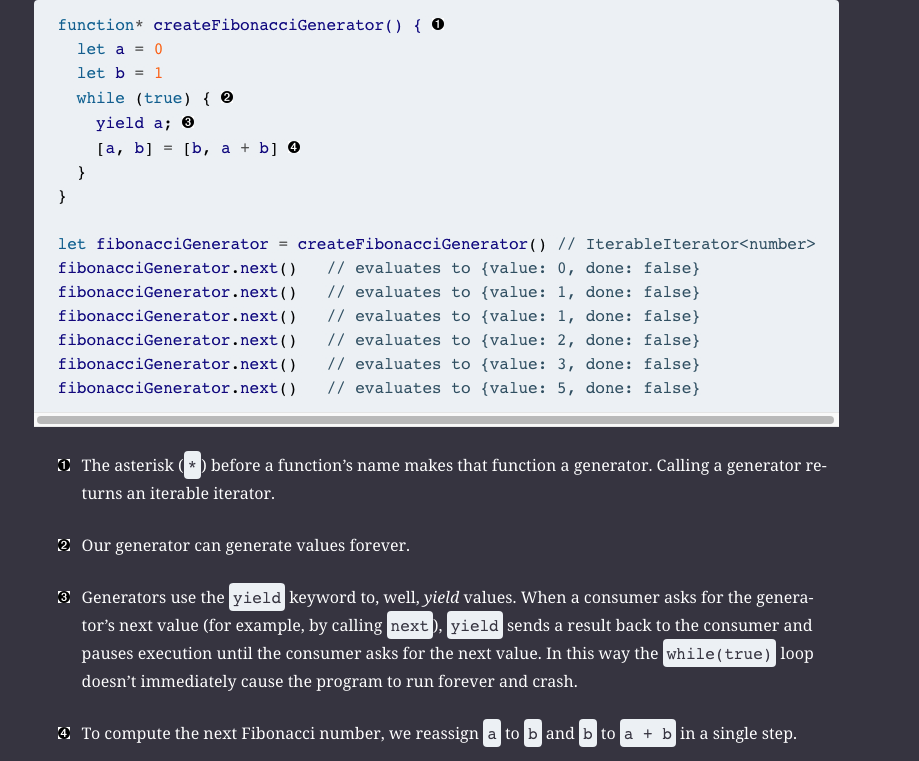 function* createFibonacciGenerator() { ❶
  let a = 0
  let b = 1
  while (true) { ❷
    yield a; ❸
    [a, b] = [b, a + b] ❹
  }
}

let fibonacciGenerator = createFibonacciGenerator() // IterableIterator<number>
fibonacciGenerator.next()   // evaluates to {value: 0, done: false}
fibonacciGenerator.next()   // evaluates to {value: 1, done: false}
fibonacciGenerator.next()   // evaluates to {value: 1, done: false}
fibonacciGenerator.next()   // evaluates to {value: 2, done: false}
fibonacciGenerator.next()   // evaluates to {value: 3, done: false}
fibonacciGenerator.next()   // evaluates to {value: 5, done: false}

❶ The asterisk (*) before a function’s name makes that function a generator. Calling a generator re-
turns an iterable iterator.
❷ Our generator can generate values forever.
❸ Generators use the yield keyword to, well, yield values. When a consumer asks for the genera-
tor’s next value (for example, by calling next), yield sends a result back to the consumer and
pauses execution until the consumer asks for the next value. In this way the while(true) loop
doesn’t immediately cause the program to run forever and crash.
❹ To compute the next Fibonacci number, we reassign a to b and b to a + b in a single step.